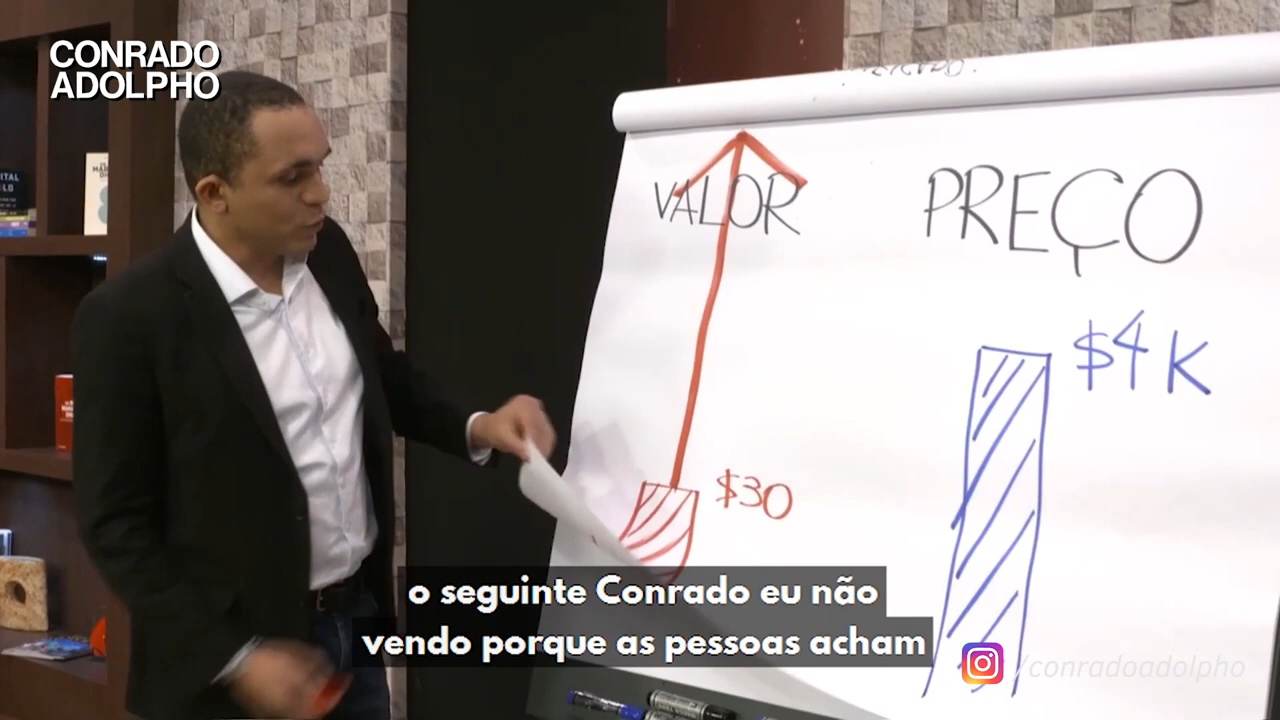 CONRADO
ADOLPHO
VALOR
PREÇO
$4K
$30
o seguinte Conrado eu não
vendo porque as pessoas acham
/conradoadolpho